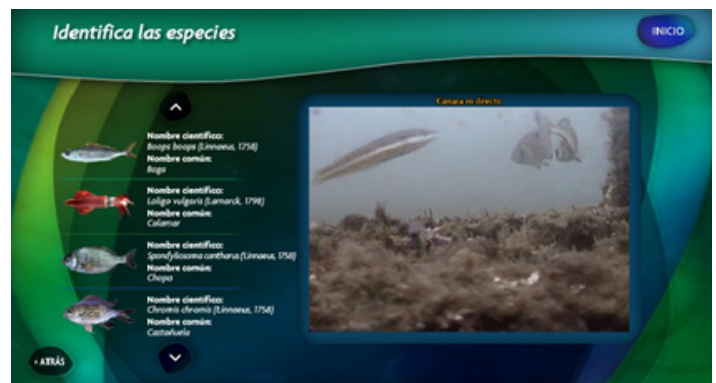 Identifica las especies
INICIO
Cámara en directo
Nombre científico:
Boops boops (Linnaeus, 1758)
Nombre común:
Boga
Nombre científico:
Loligo vulgaris (Lamarck, 1798)
Nombre común:
Calamar
Nombre científico:
Spondyliosoma cantharus (Linnaeus, 1758)
Nombre común:
Chopa
Nombre científico:
Chromis chromis (Linnaeus, 1758)
Nombre común:
Castañuela
« ATRÁS